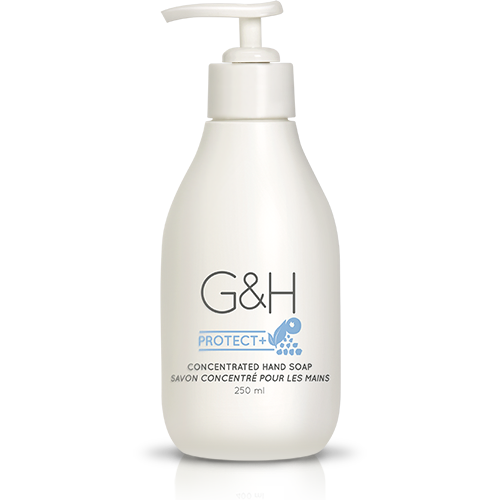 G&H
PROTECT+
CONCENTRATED HAND SOAP
SAVON CONCENTRÉ POUR LES MAINS
250 ml